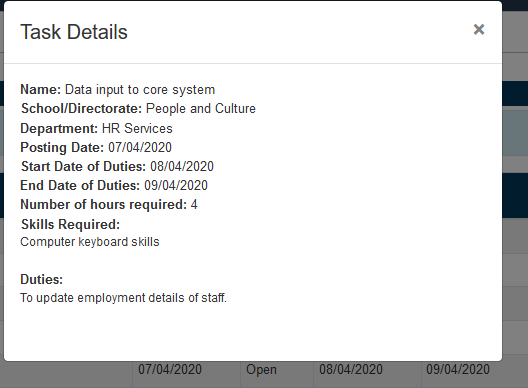 Task Details
×
Name: Data input to core system
School/Directorate: People and Culture
Department: HR Services
Posting Date: 07/04/2020
Start Date of Duties: 08/04/2020
End Date of Duties: 09/04/2020
Number of hours required: 4
Skills Required:
Computer keyboard skills
Duties:
To update employment details of staff.
07/04/2020 Open 08/04/2020 09/04/2020